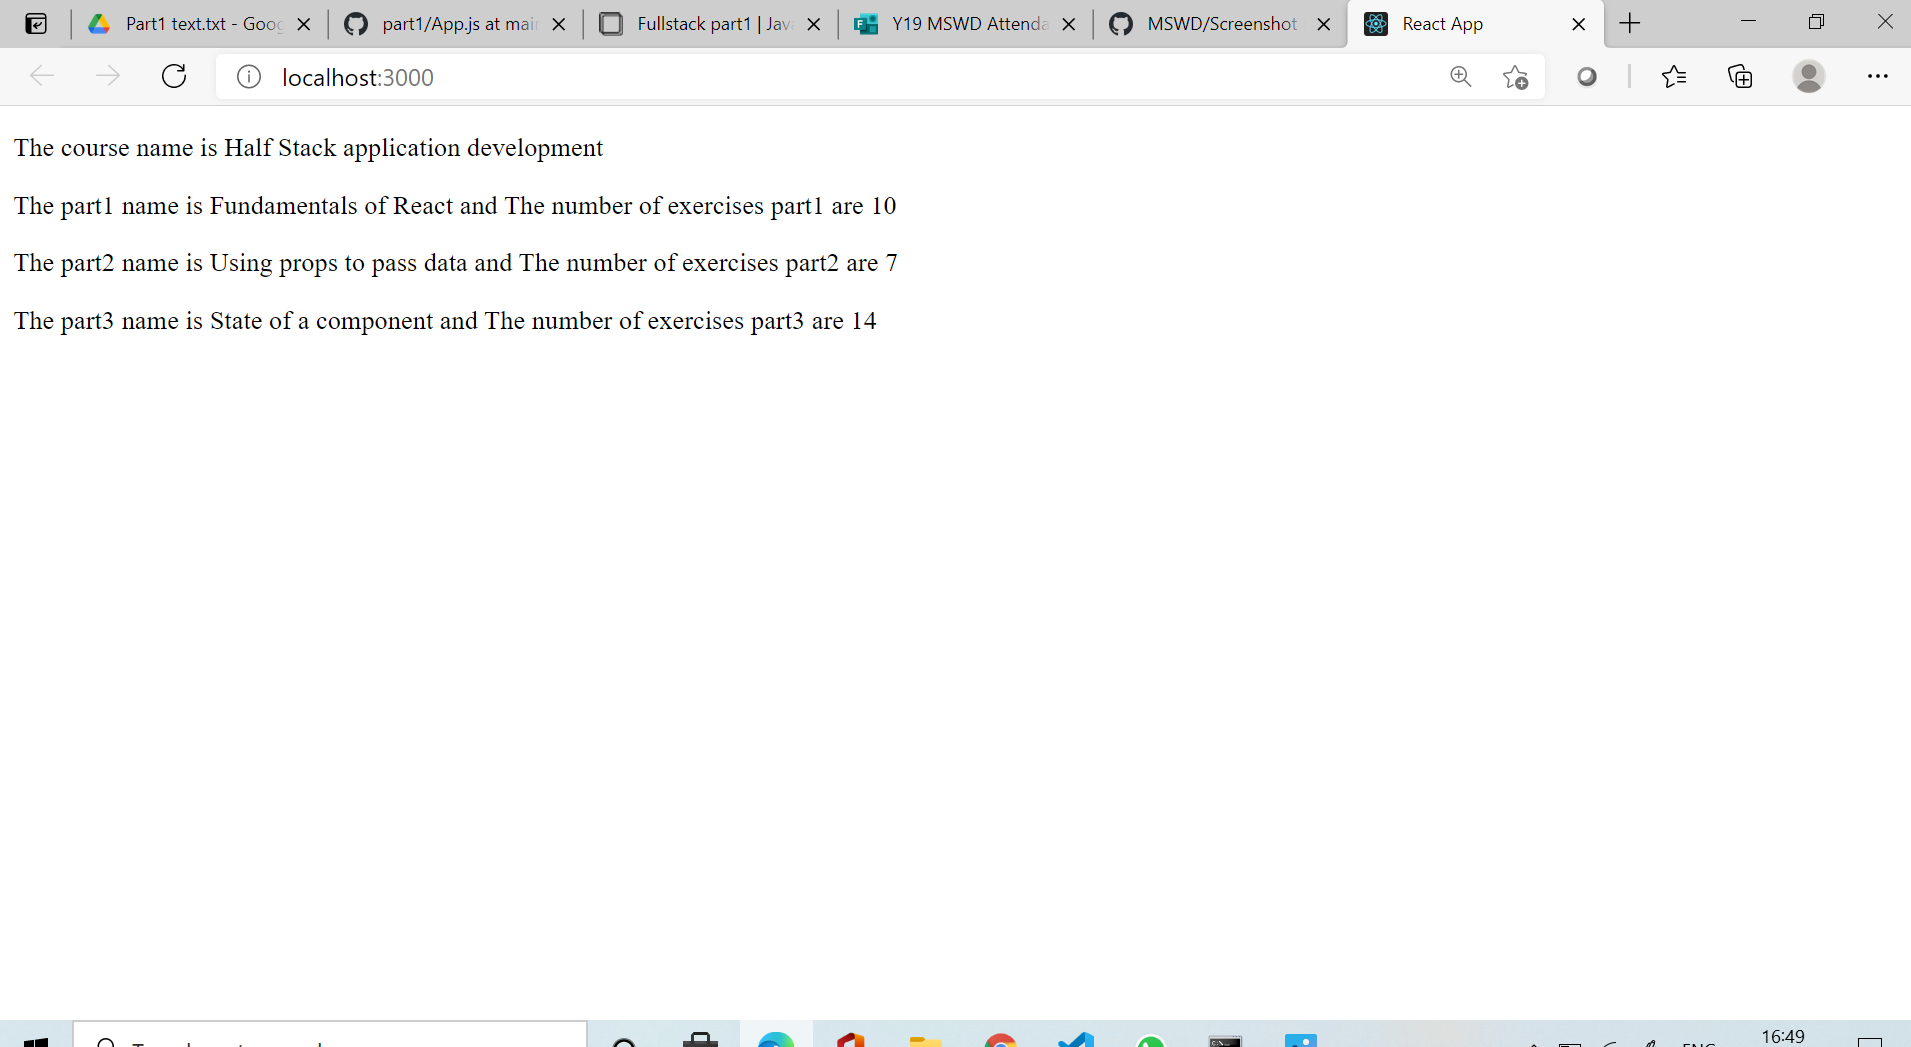 Part1 text.txt - Goog
part1/App.js at main
Fullstack part1 | Java
Y19 MSWD Attenda
MSWD/Screenshot
React App
localhost:3000
The course name is Half Stack application development
The part1 name is Fundamentals of React and The number of exercises part1 are 10
The part2 name is Using props to pass data and The number of exercises part2 are 7
The part3 name is State of a component and The number of exercises part3 are 14
16:49